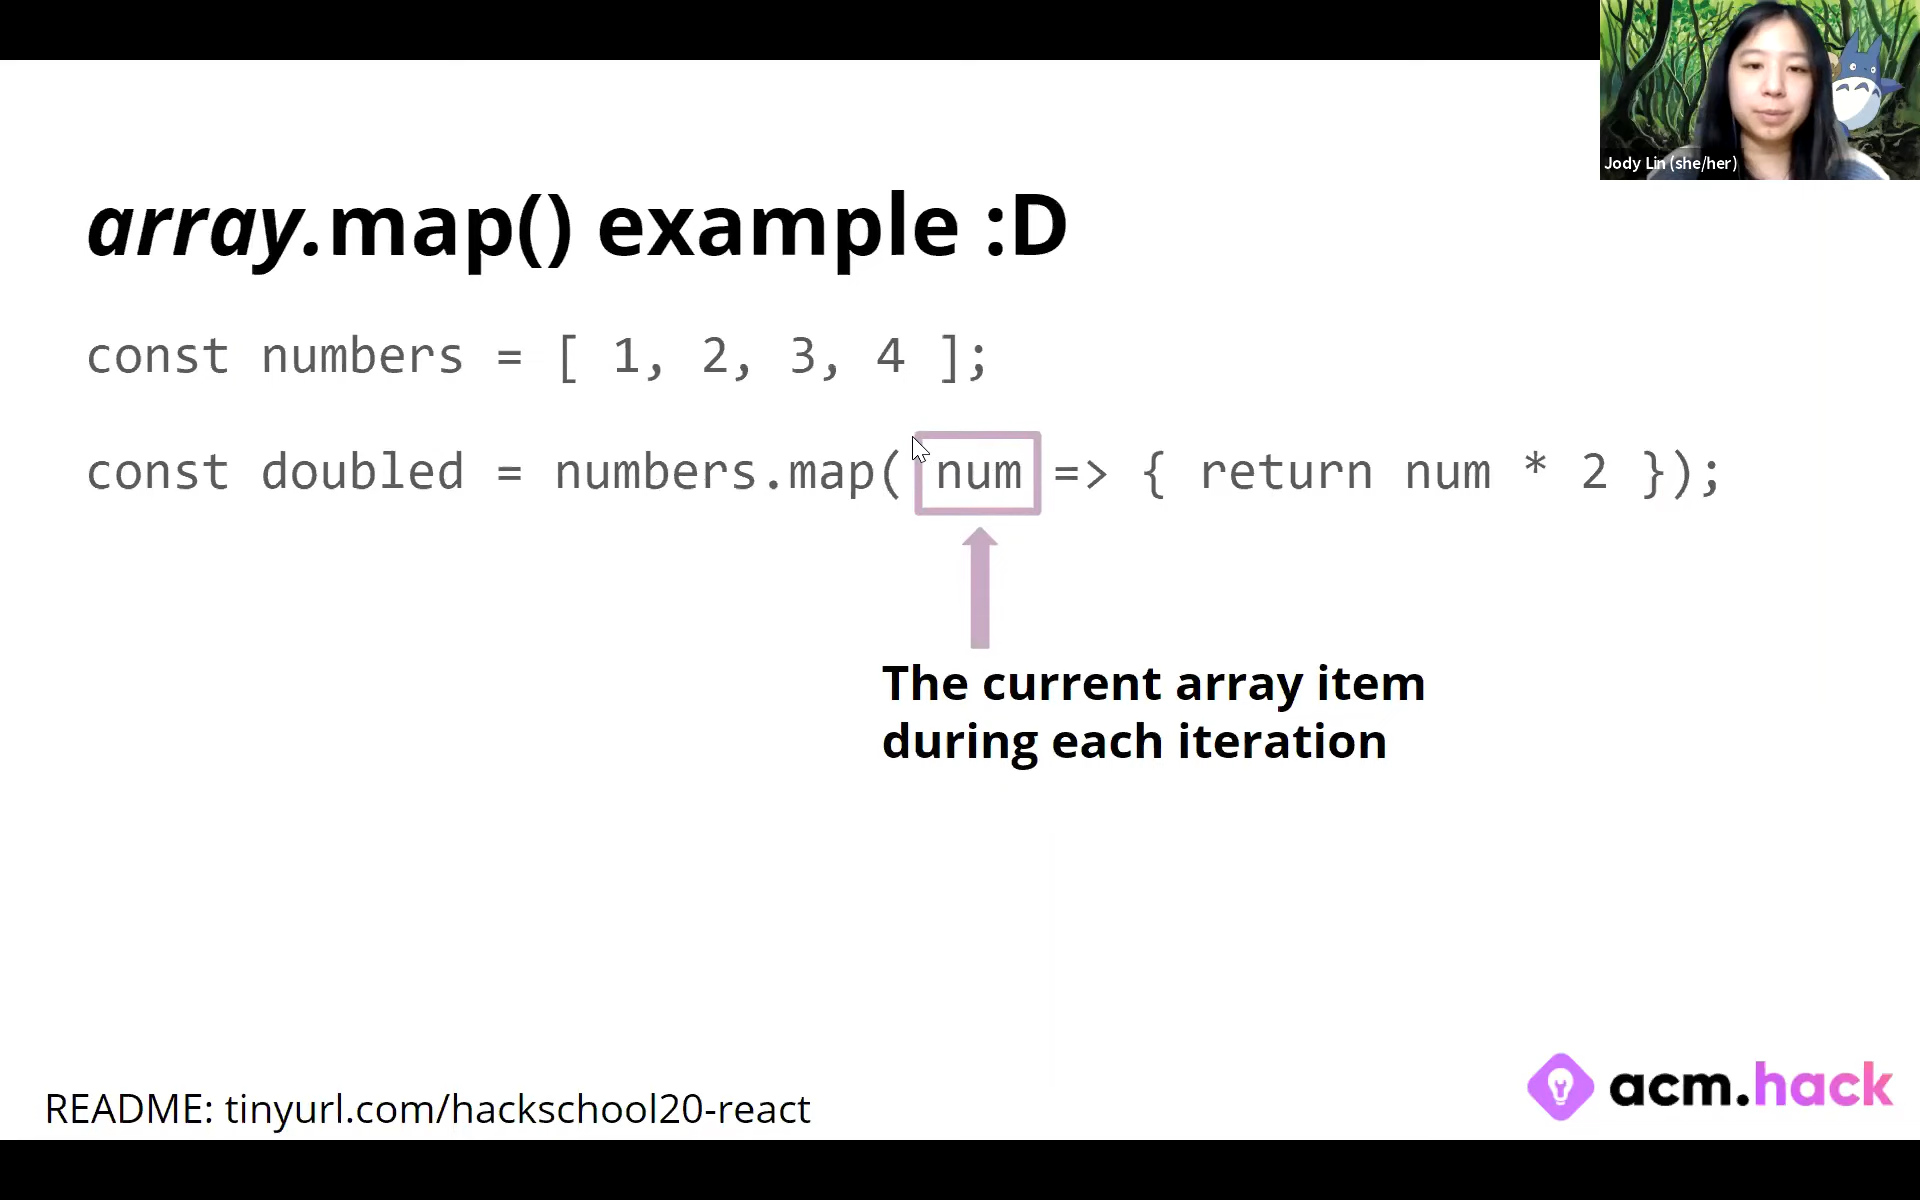 Jody Lin (she/her)
array.map() example :D
const numbers = [ 1, 2, 3, 4 ];
const doubled = numbers.map( num => { return num * 2 });
The current array item
during each iteration
README: tinyurl.com/hackschool20-react
acm.hack